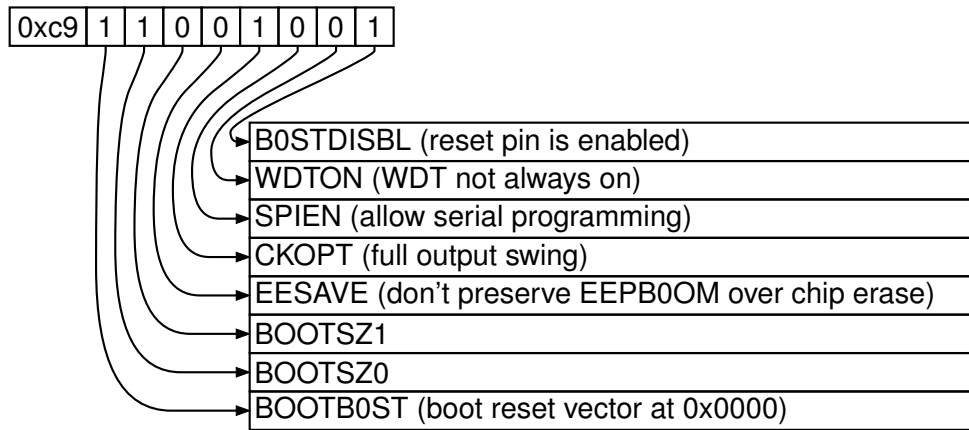 0xc9 1 1 0 0 1 0 0 1
B0STDISBL (reset pin is enabled)
WDTON (WDT not always on)
SPIEN (allow serial programming)
CKOPT (full output swing)
EESAVE (don't preserve EEPB0OM over chip erase)
BOOTSZ1
BOOTSZ0
BOOTB0ST (boot reset vector at 0x0000)